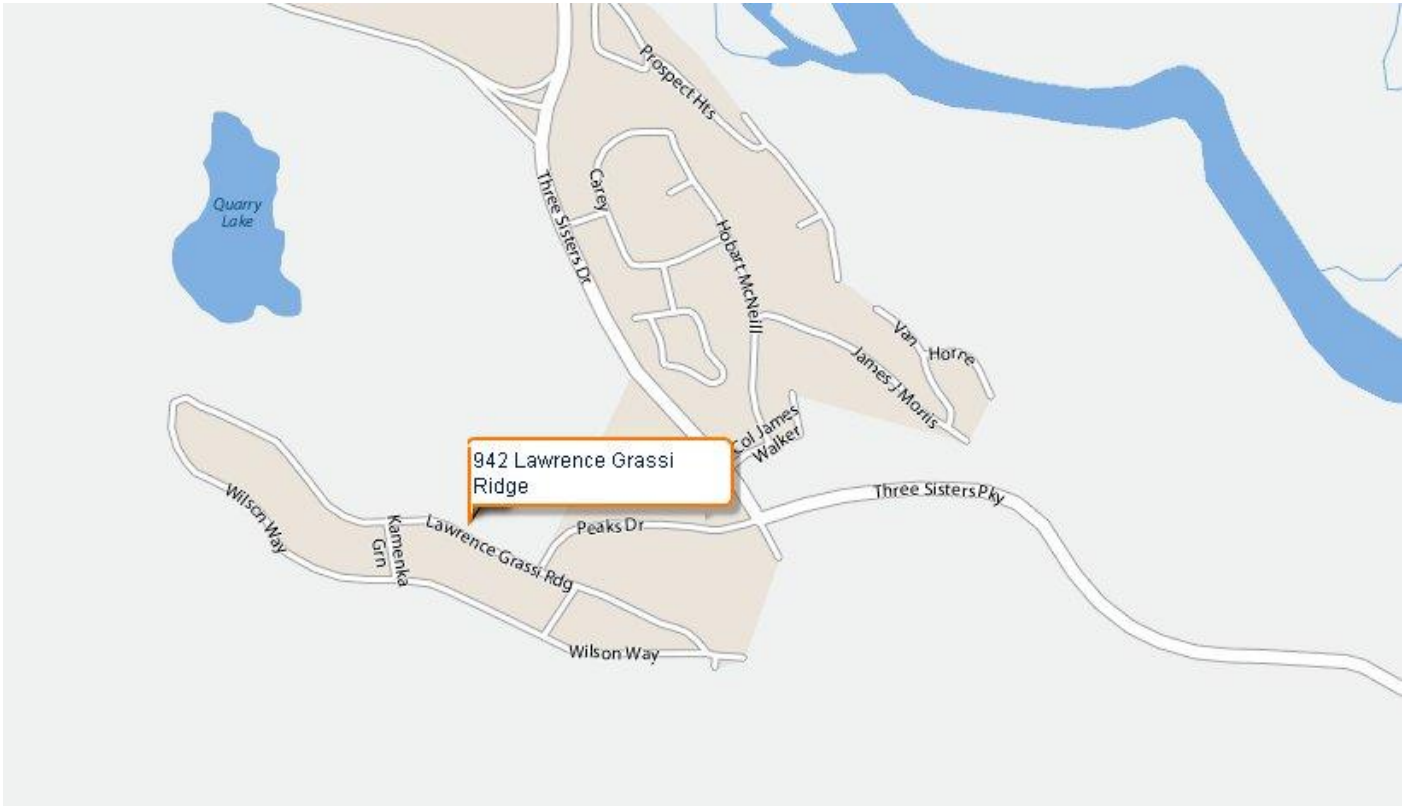 Prospect Hts
Carey
Three Sisters Dr
Quarry
Lake
Hobart McNeill
Van Horne
James J Morris
Col James
Walker
942 Lawrence Grassi
Ridge
Three Sisters Pky
Wilson Way
Kamenka
Grn
Lawrence Grassi Rdg
Peaks Dr
Wilson Way